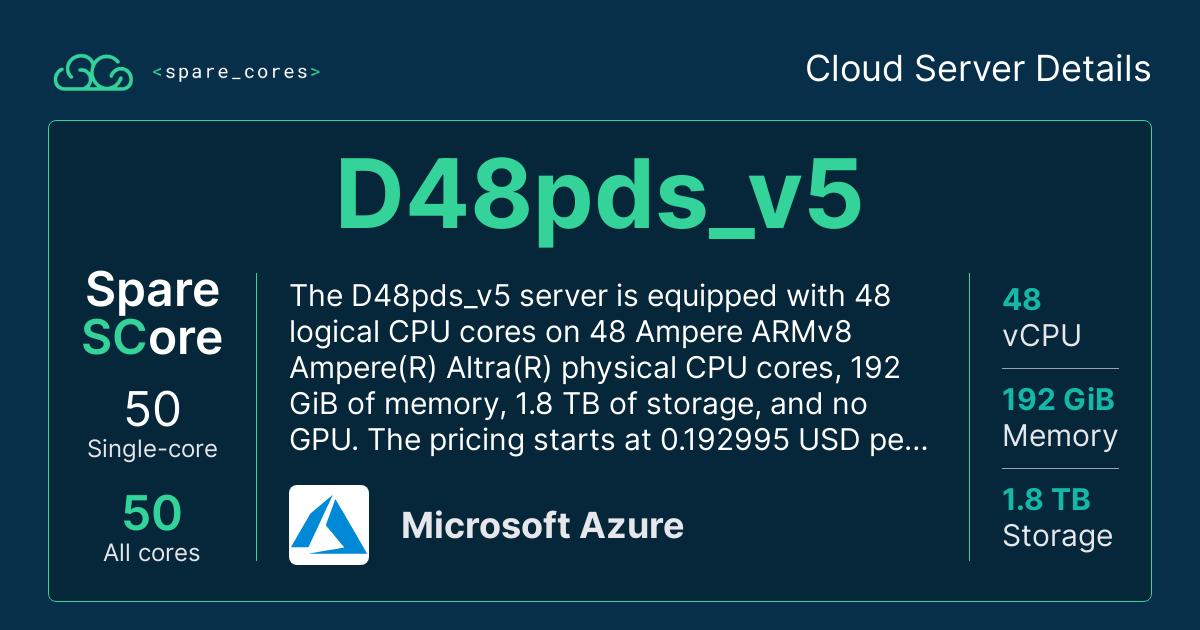 <spare_cores>
Cloud Server Details
D48pds_v5
Spare
SCore
50
Single-core
50
All cores
The D48pds_v5 server is equipped with 48
logical CPU cores on 48 Ampere ARMv8
Ampere(R) Altra(R) physical CPU cores, 192
GiB of memory, 1.8 TB of storage, and no
GPU. The pricing starts at 0.192995 USD pe...
Microsoft Azure
48
vCPU
192 GiB
Memory
1.8 TB
Storage